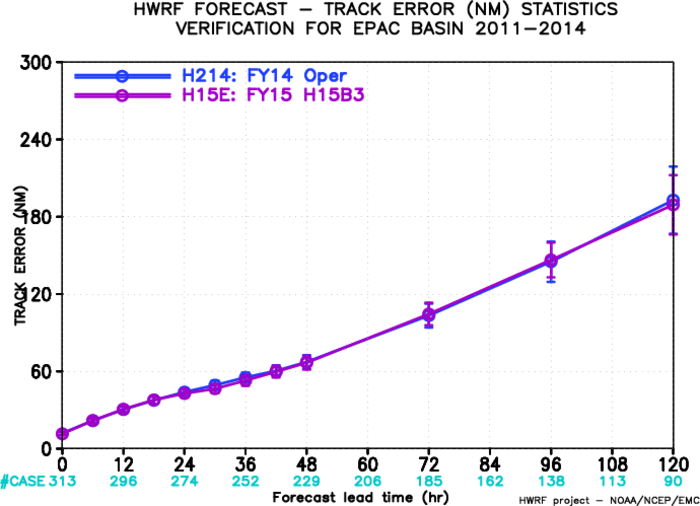 HWRF FORECAST – TRACK ERROR (NM) STATISTICS
VERIFICATION FOR EPAC BASIN 2011–2014
H214: FY14 Oper
H15E: FY15 H15B3
TRACK ERROR (NM)
300
240
180
120
60
0
0 12 24 36 48 60 72 84 96 108 120
#CASE 313 296 274 252 229 206 185 162 138 113 90
Forecast lead time (hr)
HWRF project – NOAA/NCEP/EMC